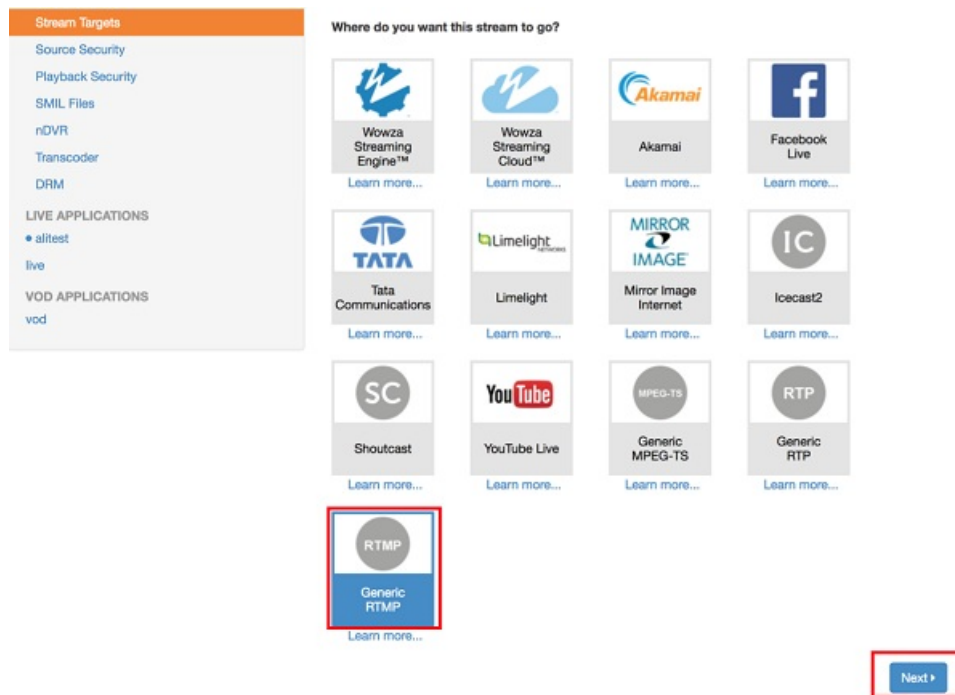 Stream Targets
Source Security
Playback Security
SMIL Files
nDVR
Transcoder
DRM
LIVE APPLICATIONS
alitest
live
VOD APPLICATIONS
vod
Where do you want this stream to go?
Wowza
Streaming
Engine™
Learn more...
Wowza
Streaming
Cloud™
Learn more...
Akamai
Akamai
Learn more...
f
Facebook
Live
Learn more...
TATA
Tata
Communications
Learn more...
Limelight
NETWORKS
Limelight
Learn more...
MIRROR
IMAGE
Mirror Image
Internet
Learn more...
IC
Icecast2
Learn more...
SC
Shoutcast
Learn more...
YouTube
YouTube Live
Learn more...
MPEG-TS
Generic
MPEG-TS
Learn more...
RTP
Generic
RTP
Learn more...
RTMP
Generic
RTMP
Learn more...
Next